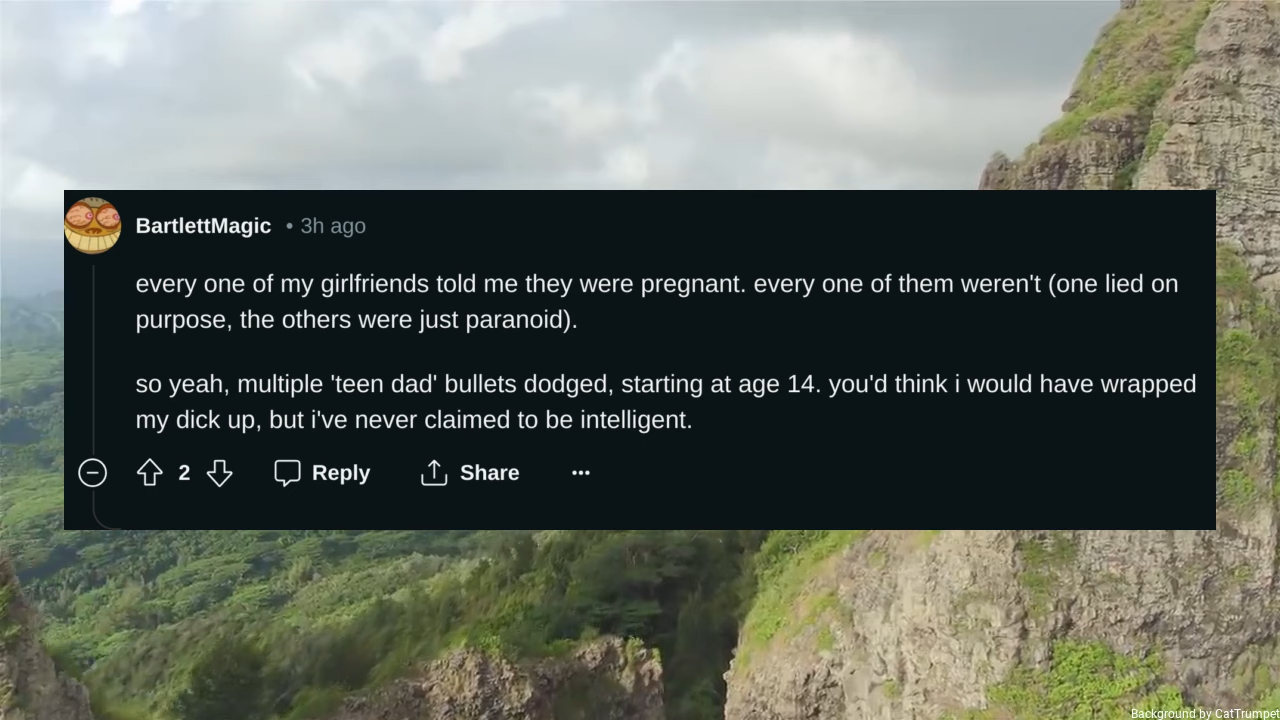 BartlettMagic • 3h ago
every one of my girlfriends told me they were pregnant. every one of them weren't (one lied on
purpose, the others were just paranoid).
so yeah, multiple 'teen dad' bullets dodged, starting at age 14. you'd think i would have wrapped
my dick up, but i've never claimed to be intelligent.
2 Reply Share
Background by CatTrumpet